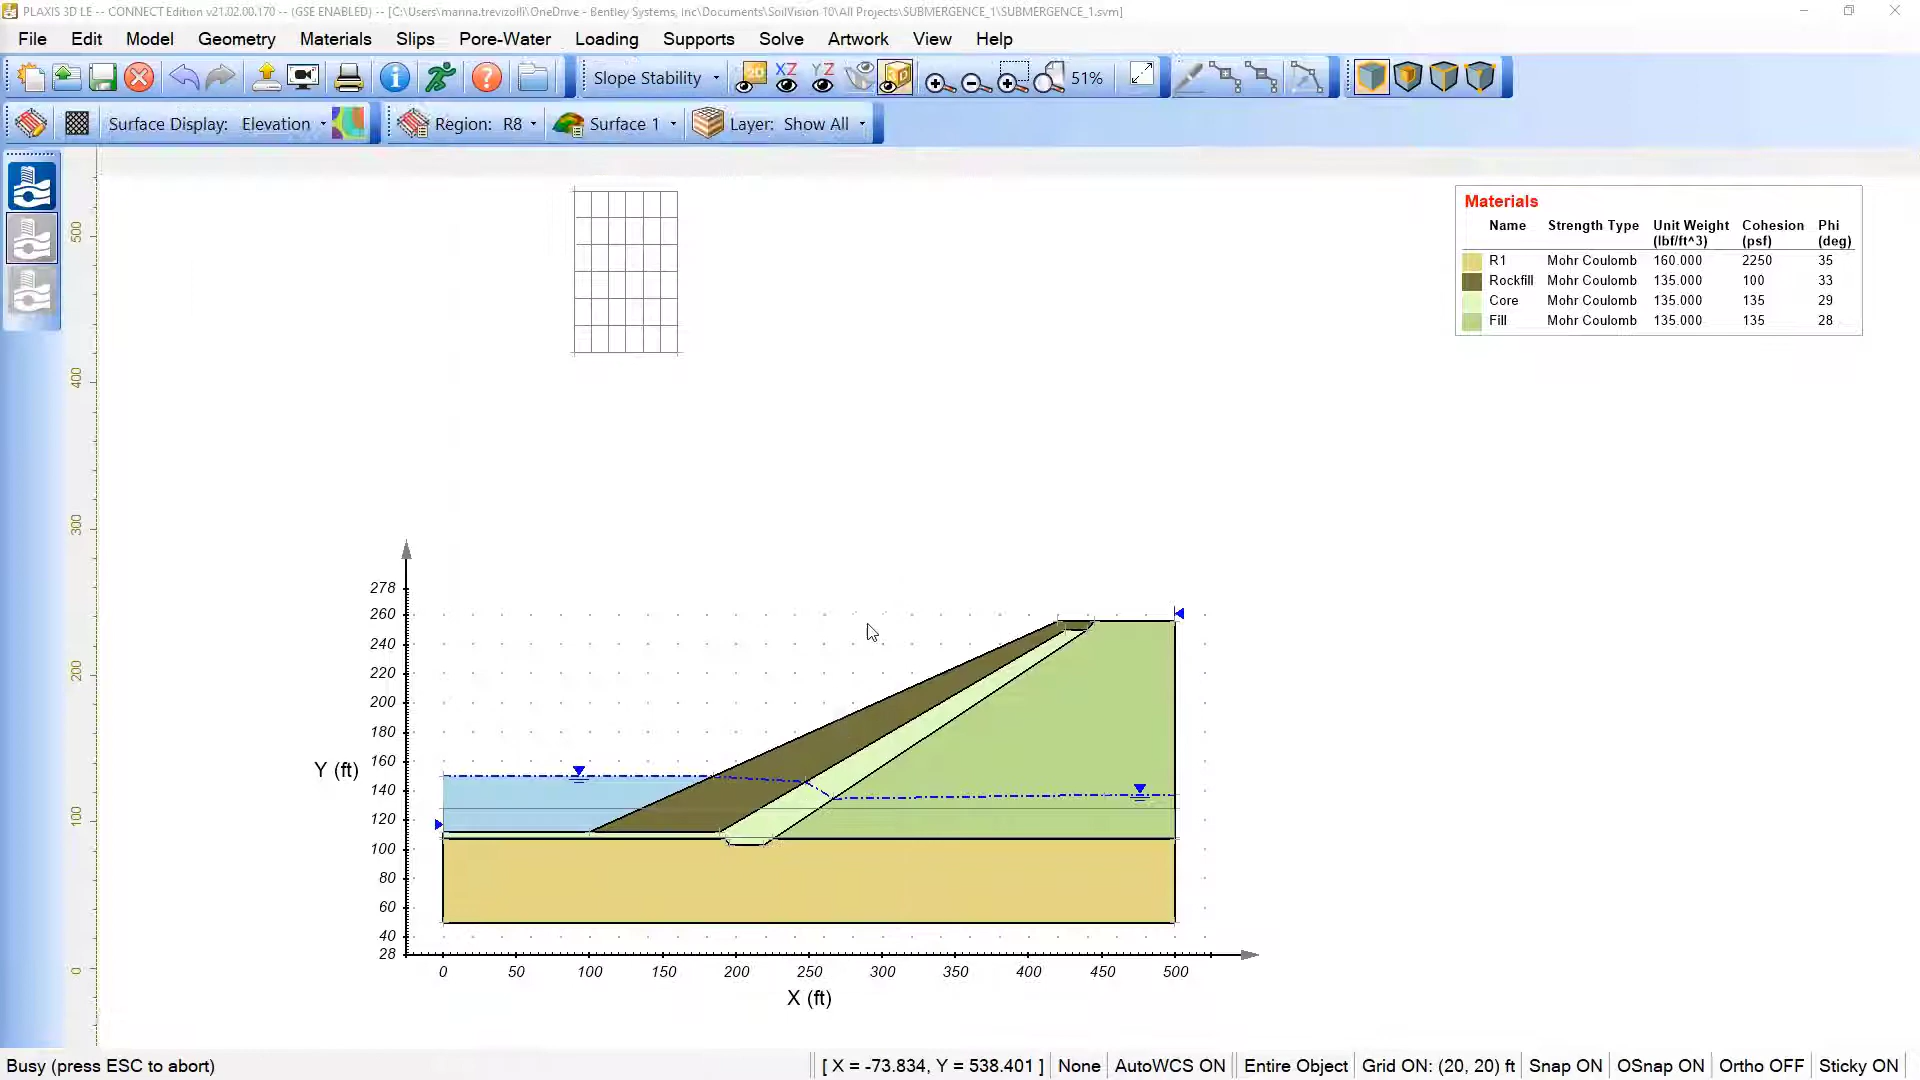 PLAXIS 3D LE -- CONNECT Edition v21.02.00.170 -- (GSE ENABLED) -- [C:\Users\manna.trevizolli\OneDrive - Bentley Systems, Inc\Documents\SoilVision 10\All Projects\SUBMERGENCE_1\SUBMERGENCE_1.svm]
File Edit Model Geometry Materials Slips Pore-Water Loading Supports Solve Artwork View Help
Slope Stability 2D XZ YZ 3D 51%
Surface Display: Elevation Region: R8 Surface 1 Layer: Show All
Materials
Name Strength Type Unit Weight Cohesion Phi
(lbf/ft^3) (psf) (deg)
R1 Mohr Coulomb 160.000 2250 35
Rockfill Mohr Coulomb 135.000 100 33
Core Mohr Coulomb 135.000 135 29
Fill Mohr Coulomb 135.000 135 28
500
400
300
200
100
0
278
260
240
220
200
180
160
Y (ft)
140
120
100
80
60
40
28
0 50 100 150 200 250 300 350 400 450 500
X (ft)
Busy (press ESC to abort) [ X = -73.834, Y = 538.401 ] None AutoWCS ON Entire Object Grid ON: (20, 20) ft Snap ON OSnap ON Ortho OFF Sticky ON